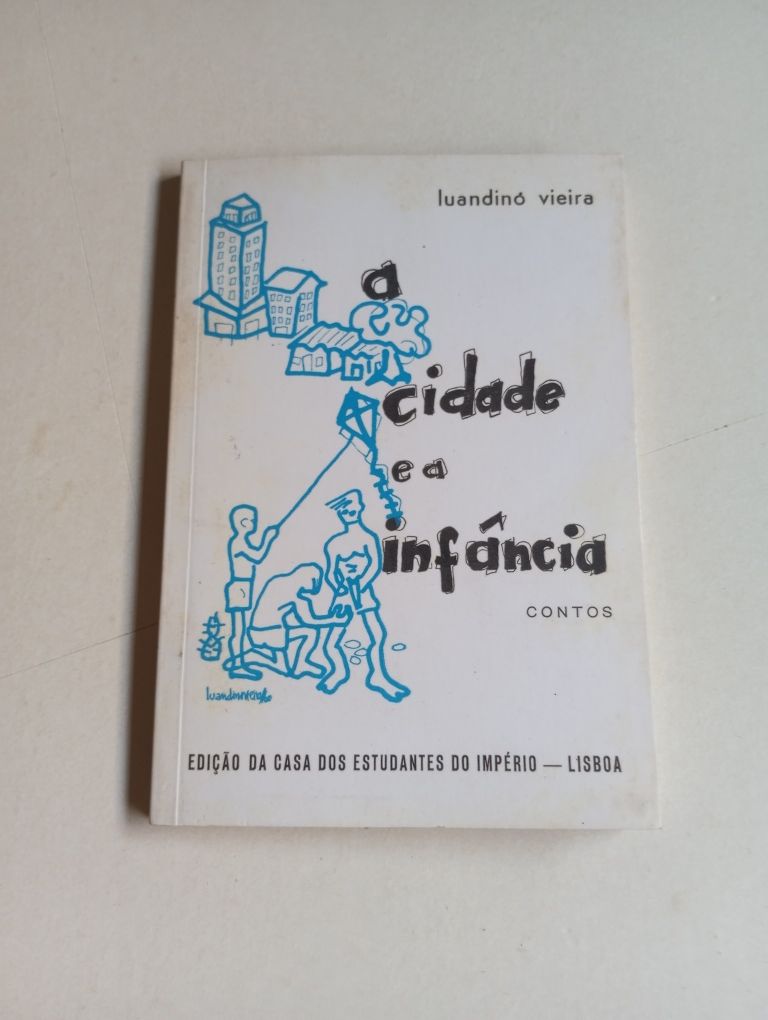 luandinó vieira
a
cidade
e a
infância
CONTOS
EDIÇÃO DA CASA DOS ESTUDANTES DO IMPÉRIO — LISBOA